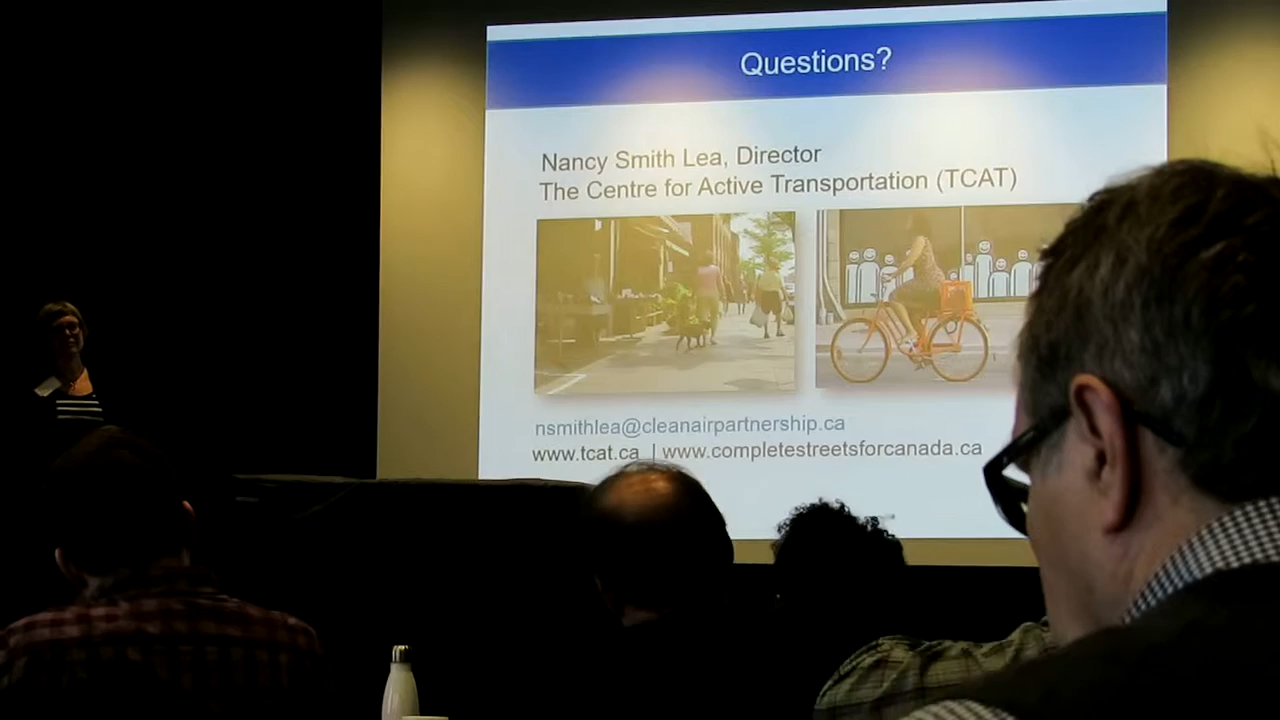 Questions?
Nancy Smith Lea, Director
The Centre for Active Transportation (TCAT)
nsmithlea@cleanairpartnership.ca
www.tcat.ca | www.completestreetsforcanada.ca